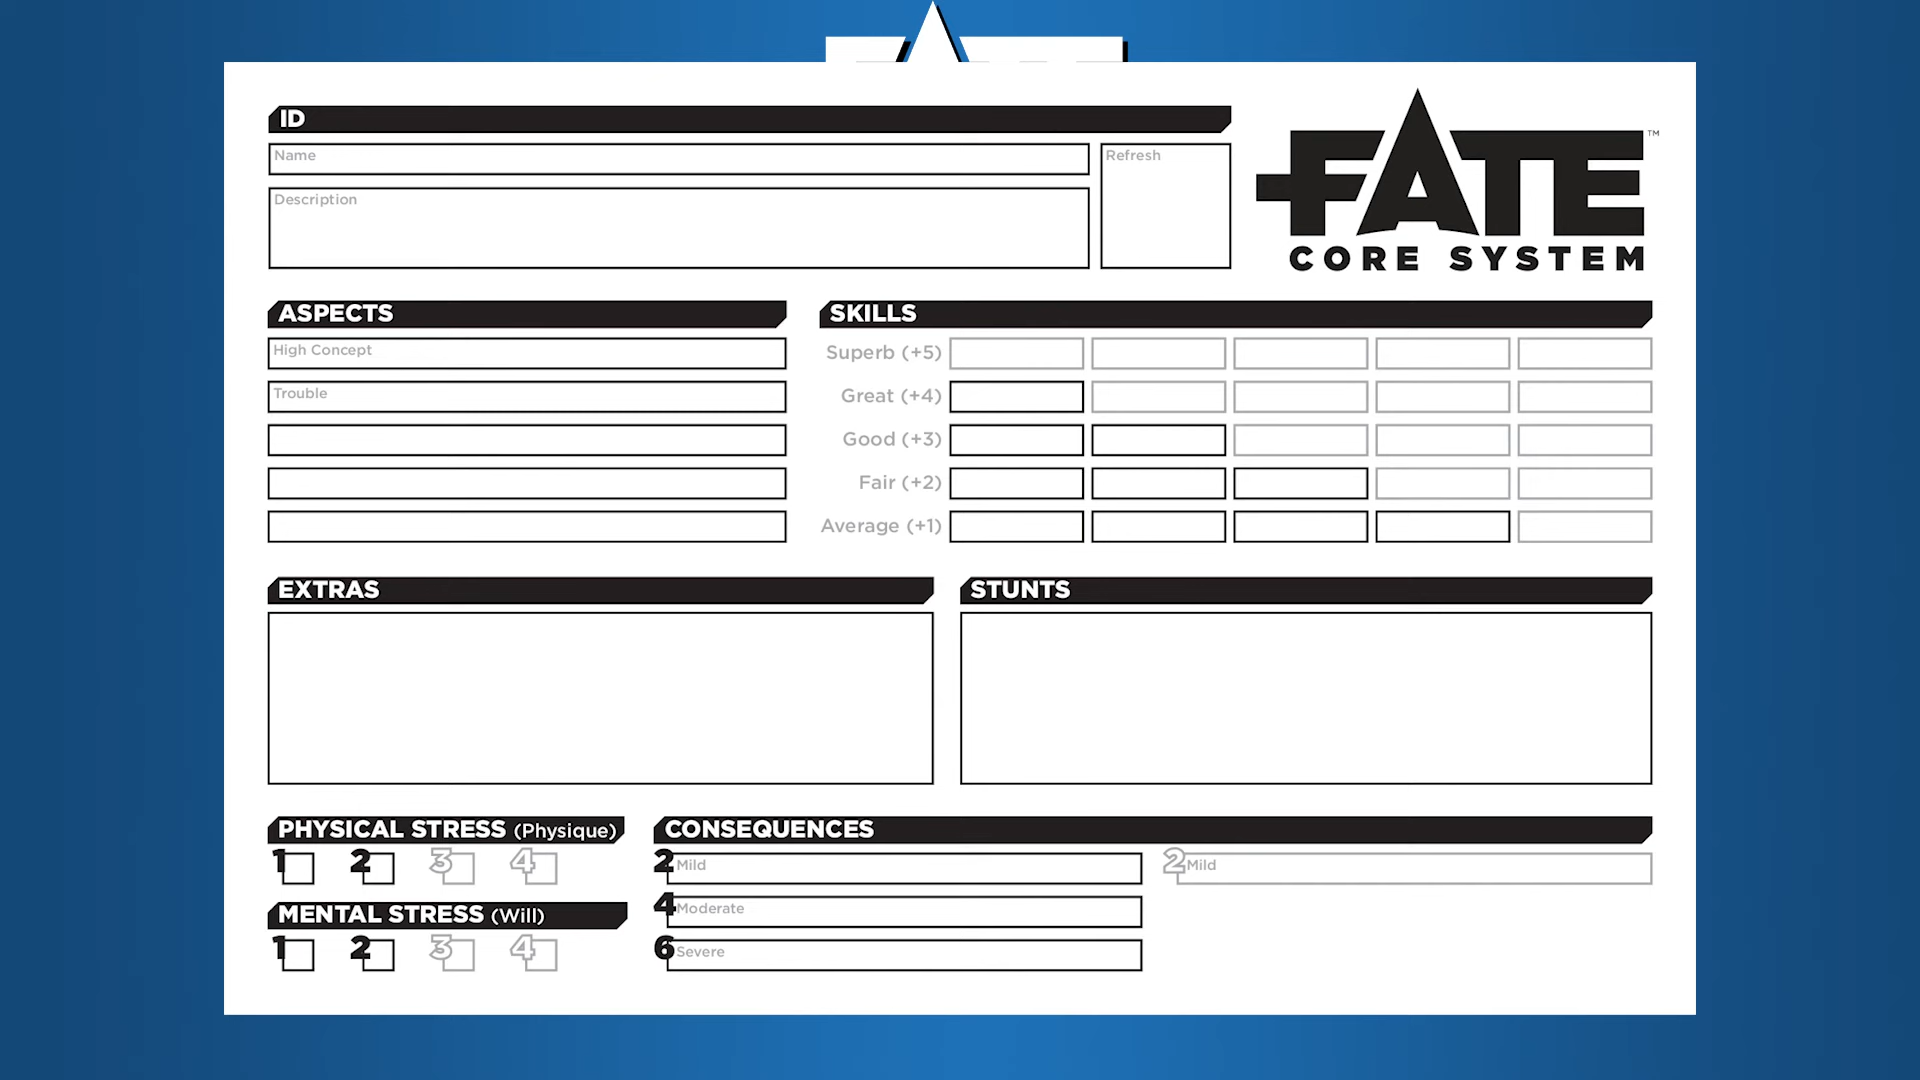 ID
Name
Refresh
Description
FATE™
CORE SYSTEM
ASPECTS
High Concept
Trouble
SKILLS
Superb (+5)
Great (+4)
Good (+3)
Fair (+2)
Average (+1)
EXTRAS
STUNTS
PHYSICAL STRESS (Physique)
1 2 3 4
MENTAL STRESS (Will)
1 2 3 4
CONSEQUENCES
2 Mild
2 Mild
4 Moderate
6 Severe